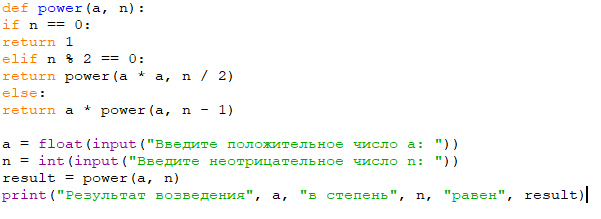 def power(a, n):
if n == 0:
return 1
elif n % 2 == 0:
return power(a * a, n / 2)
else:
return a * power(a, n - 1)
a = float(input("Введите положительное число a: "))
n = int(input("Введите неотрицательное число n: "))
result = power(a, n)
print("Результат возведения", a, "в степень", n, "равен", result)